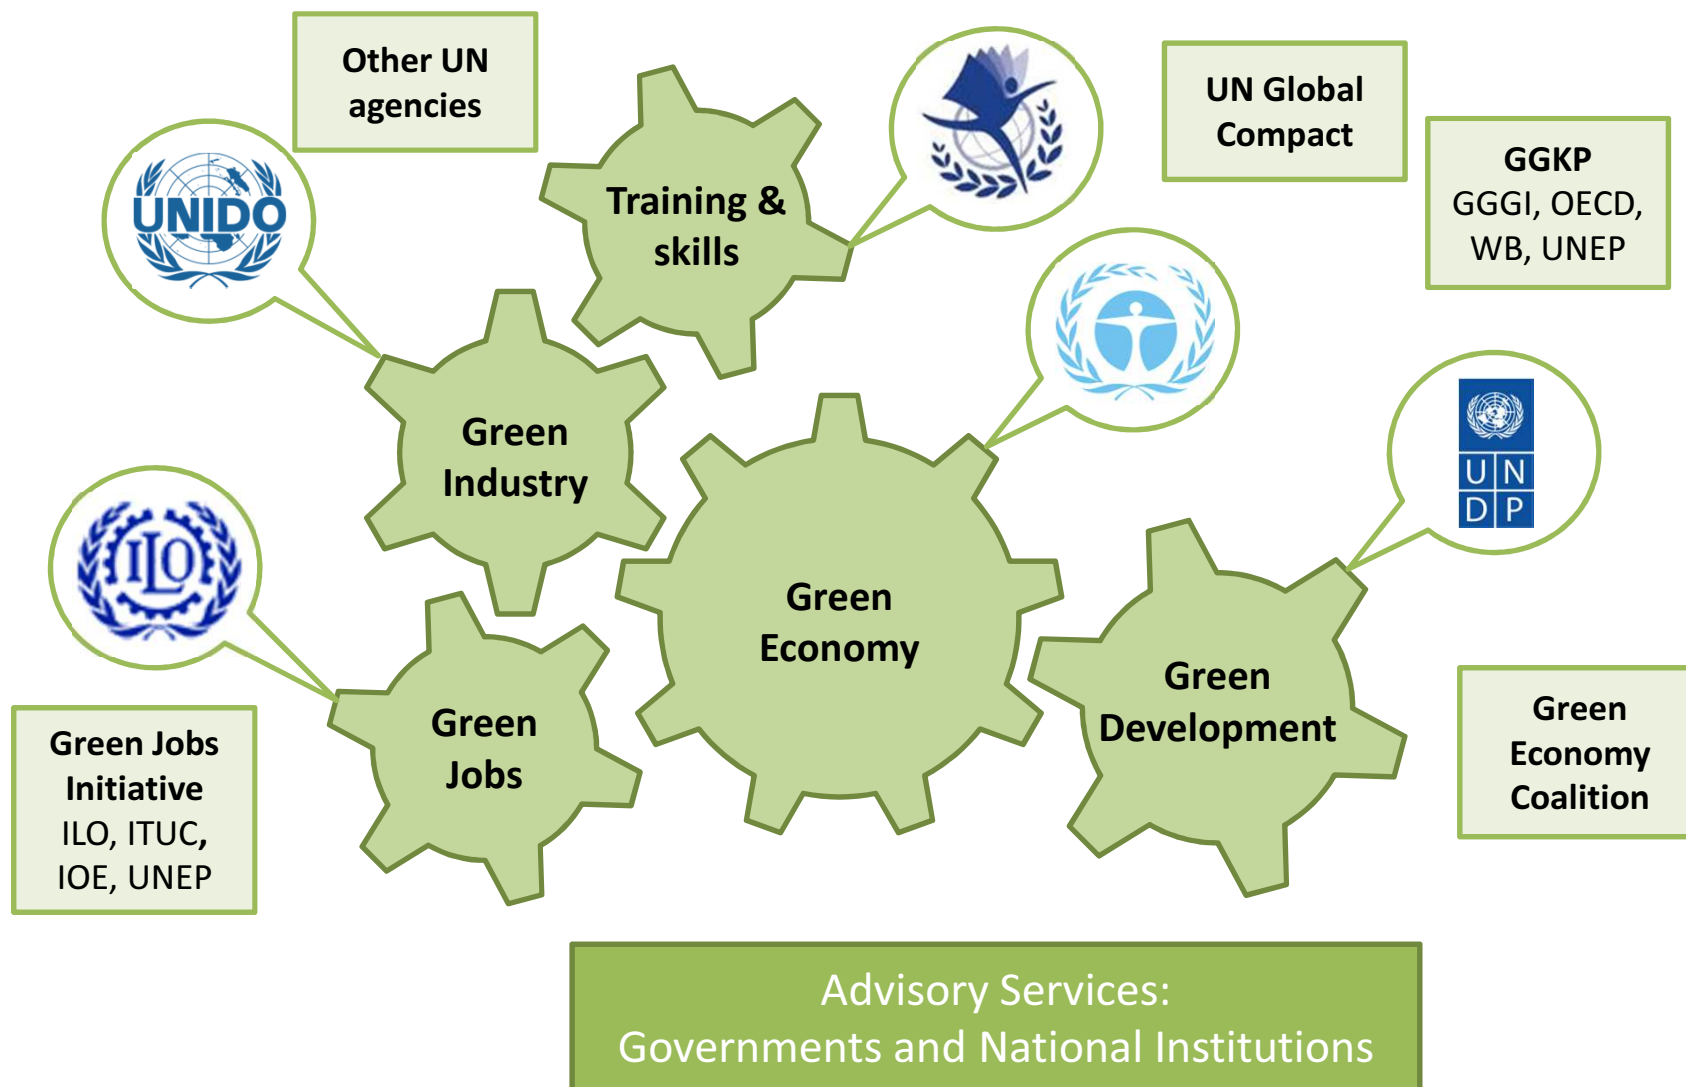 Other UN
agencies
UN Global
Compact
GGKP
GGGI, OECD,
WB, UNEP
UNIDO
Training &
skills
Green
Industry
U N
D P
ILO
Green
Economy
Green
Development
Green
Jobs
Green Jobs
Initiative
ILO, ITUC,
IOE, UNEP
Green
Economy
Coalition
Advisory Services:
Governments and National Institutions